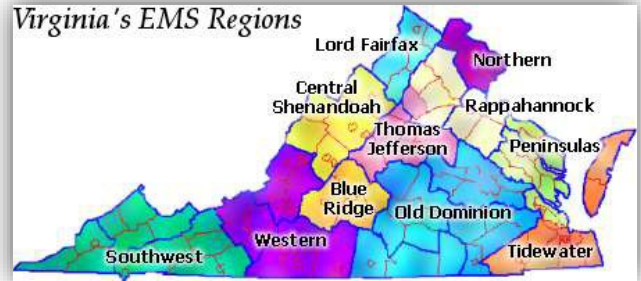 Virginia's EMS Regions
Lord Fairfax
Northern
Central
Shenandoah
Rappahannock
Thomas
Jefferson
Peninsulas
Blue
Ridge
Old Dominion
Western
Southwest
Tidewater